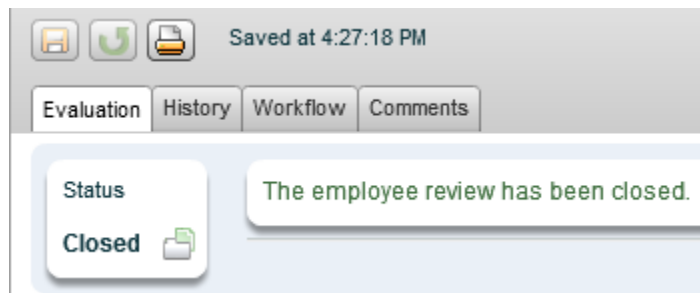 Saved at 4:27:18 PM
Evaluation History Workflow Comments
Status
The employee review has been closed.
Closed